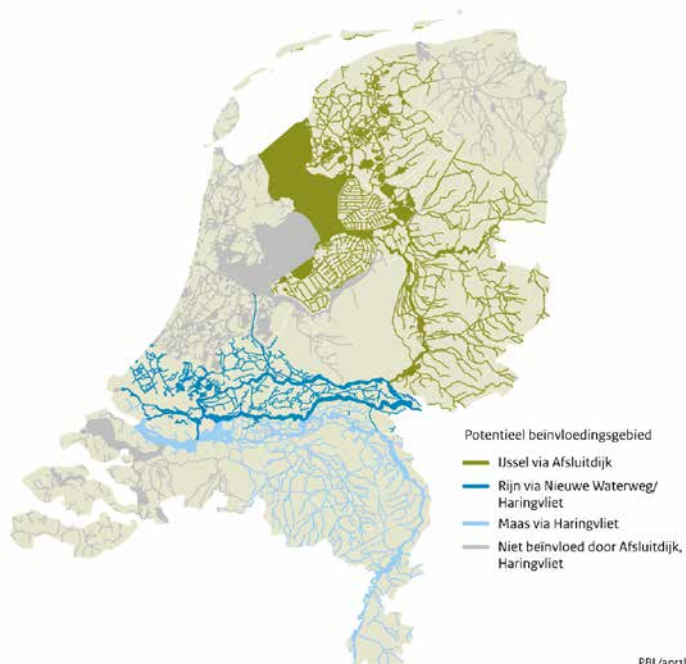 Potentieel beïnvloedingsgebied
IJssel via Afsluitdijk
Rijn via Nieuwe Waterweg/
Haringvliet
Maas via Haringvliet
Niet beïnvloed door Afsluitdijk,
Haringvliet